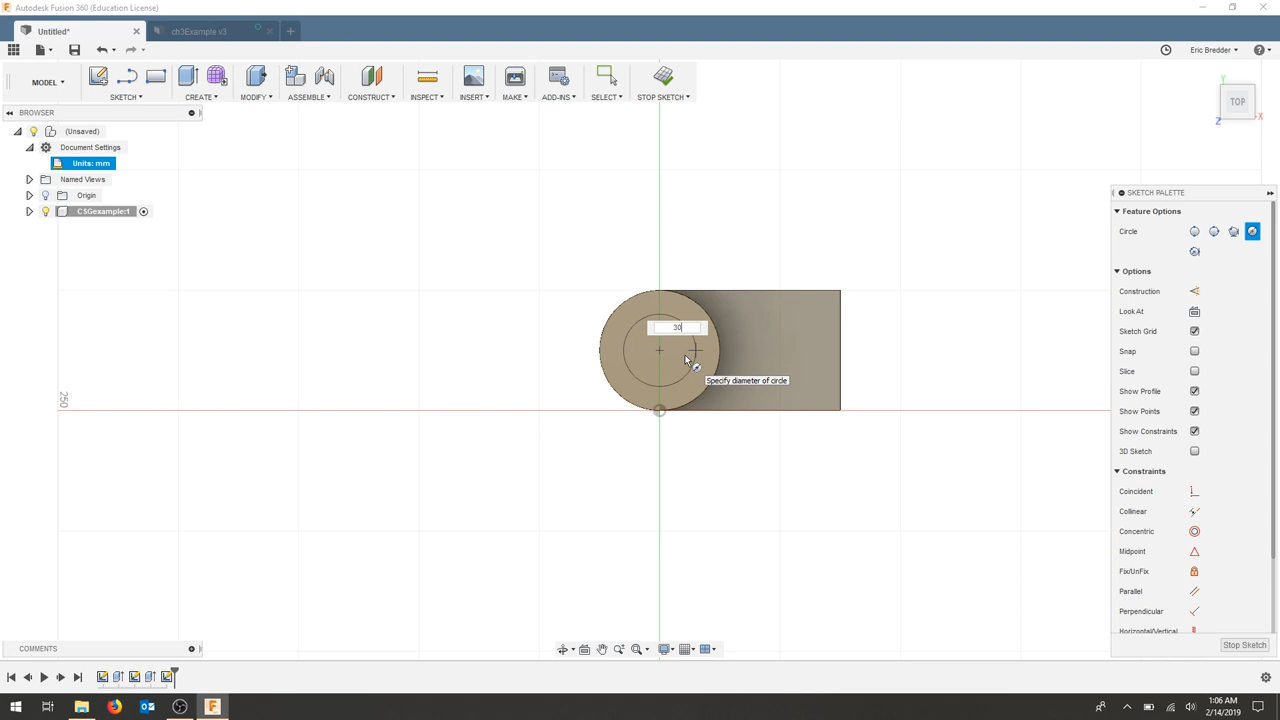 Autodesk Fusion 360 (Education License)
Untitled*
ch3Example v3
Eric Bredder
MODEL
SKETCH
CREATE
MODIFY
ASSEMBLE
CONSTRUCT
INSPECT
INSERT
MAKE
ADD-INS
SELECT
STOP SKETCH
BROWSER
(Unsaved)
Document Settings
Units: mm
Named Views
Origin
CSGexample:1
Y
TOP
X
Z
SKETCH PALETTE
Feature Options
Circle
Options
Construction
Look At
Sketch Grid
Snap
Slice
Show Profile
Show Points
Show Constraints
3D Sketch
Constraints
Coincident
Collinear
Concentric
Midpoint
Fix/UnFix
Parallel
Perpendicular
Horizontal/Vertical
Stop Sketch
30
Specify diameter of circle
250
COMMENTS
1:06 AM
2/14/2019